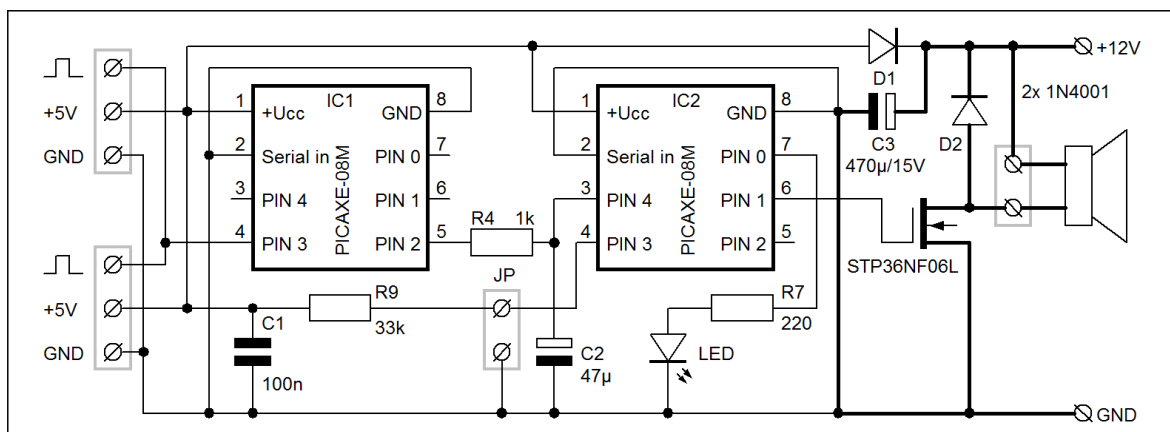 +5V
GND
+5V
GND
1
2
3
4
IC1
+Ucc
GND
Serial in
PIN 0
PIN 4
PIN 1
PIN 3
PIN 2
PICAXE-08M
8
7
6
5
R4 1k
1
2
3
4
IC2
+Ucc
GND
Serial in
PIN 0
PIN 4
PIN 1
PIN 3
PIN 2
PICAXE-08M
8
7
6
5
D1
+12V
C3
470µ/15V
D2
2x 1N4001
STP36NF06L
R9
33k
JP
C1
100n
C2
47µ
LED
R7
220
GND